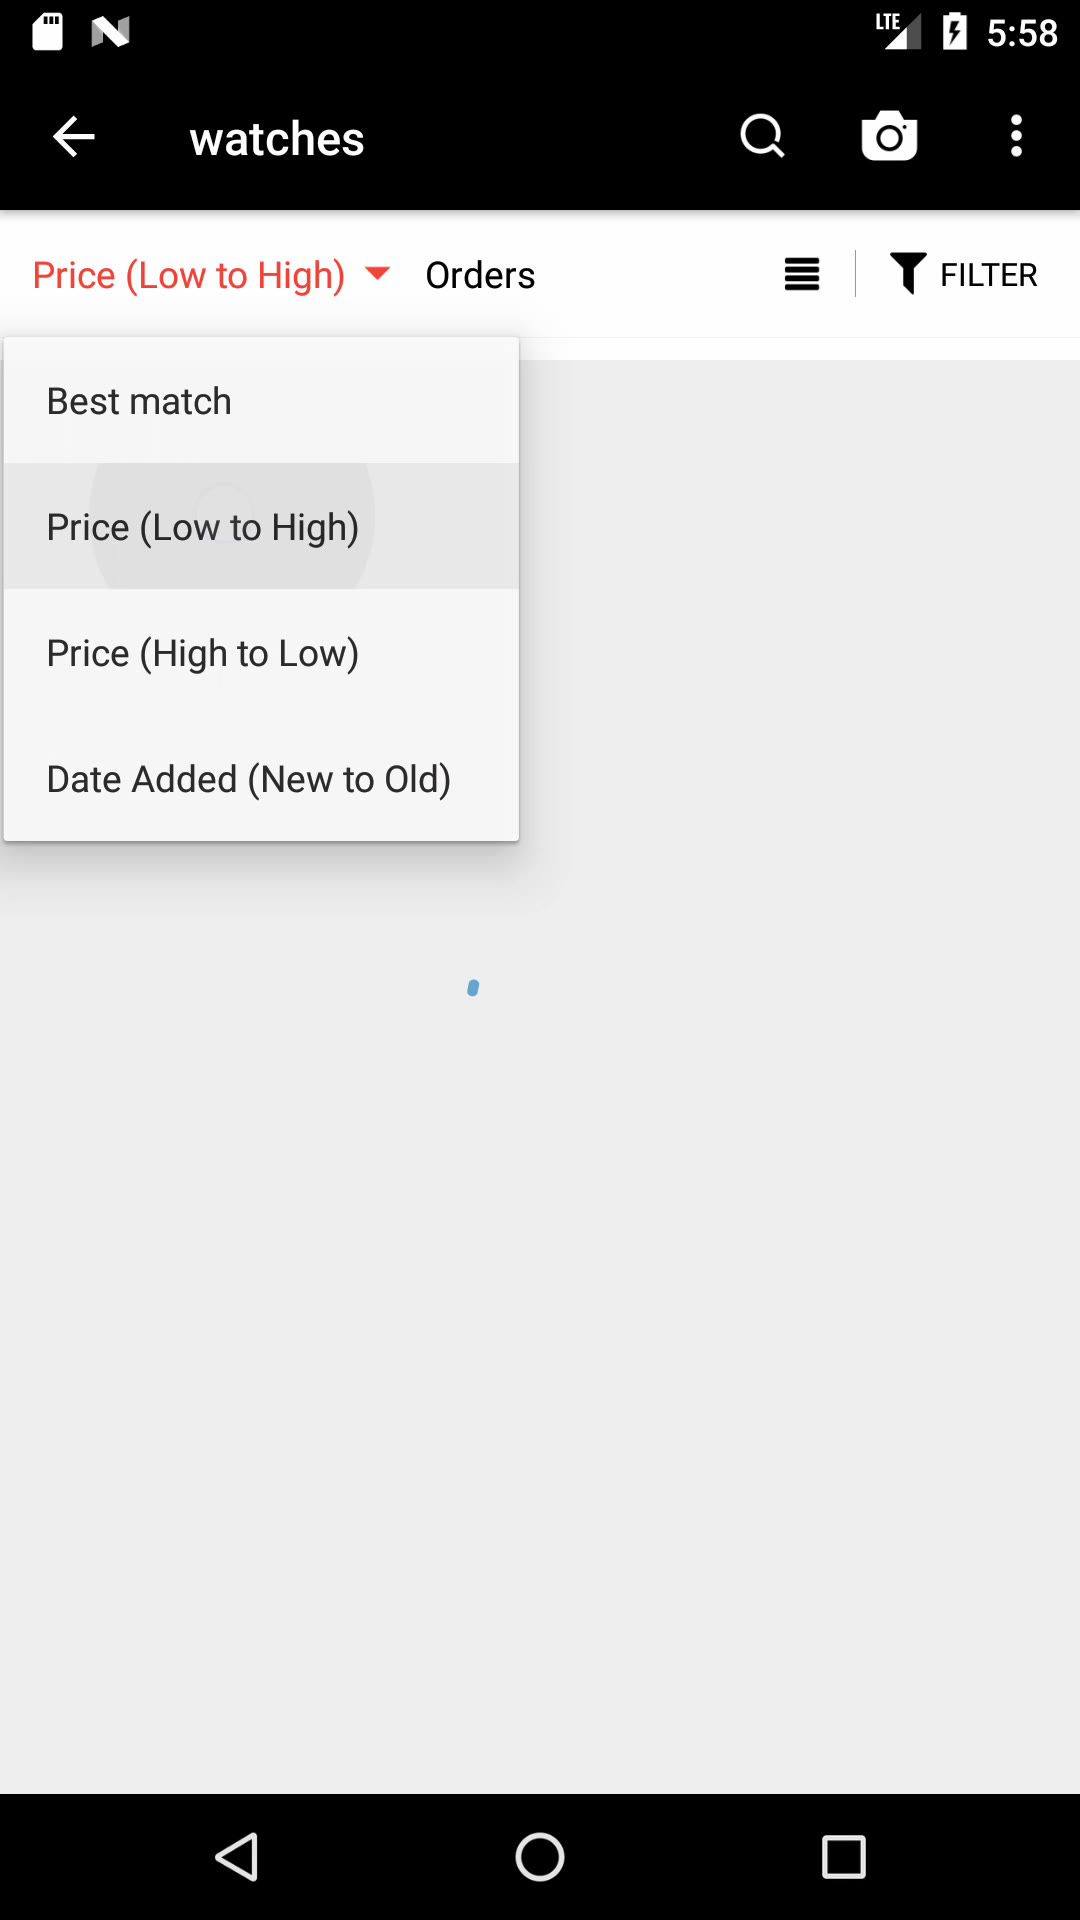 LTE 5:58
watches
Price (Low to High) Orders FILTER
Best match
Price (Low to High)
Price (High to Low)
Date Added (New to Old)